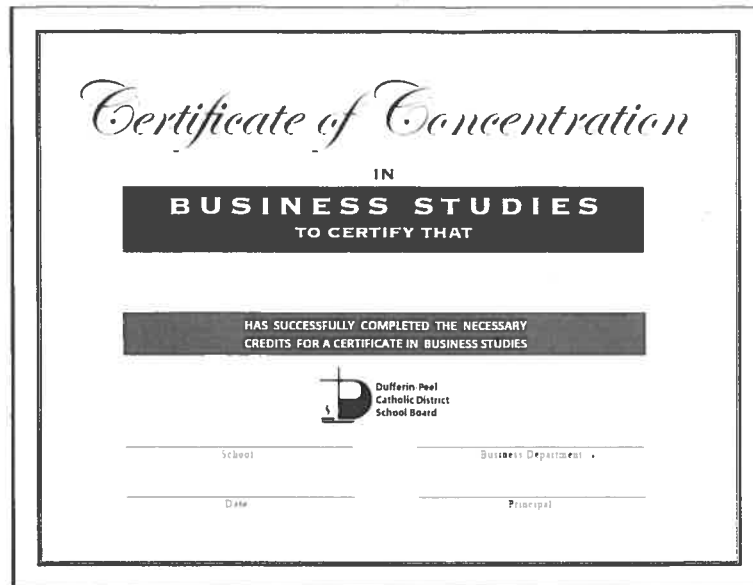 Certificate of Concentration
IN
BUSINESS STUDIES
TO CERTIFY THAT
HAS SUCCESSFULLY COMPLETED THE NECESSARY
CREDITS FOR A CERTIFICATE IN BUSINESS STUDIES
Dufferin-Peel
Catholic District
School Board
School
Business Department
Date
Principal